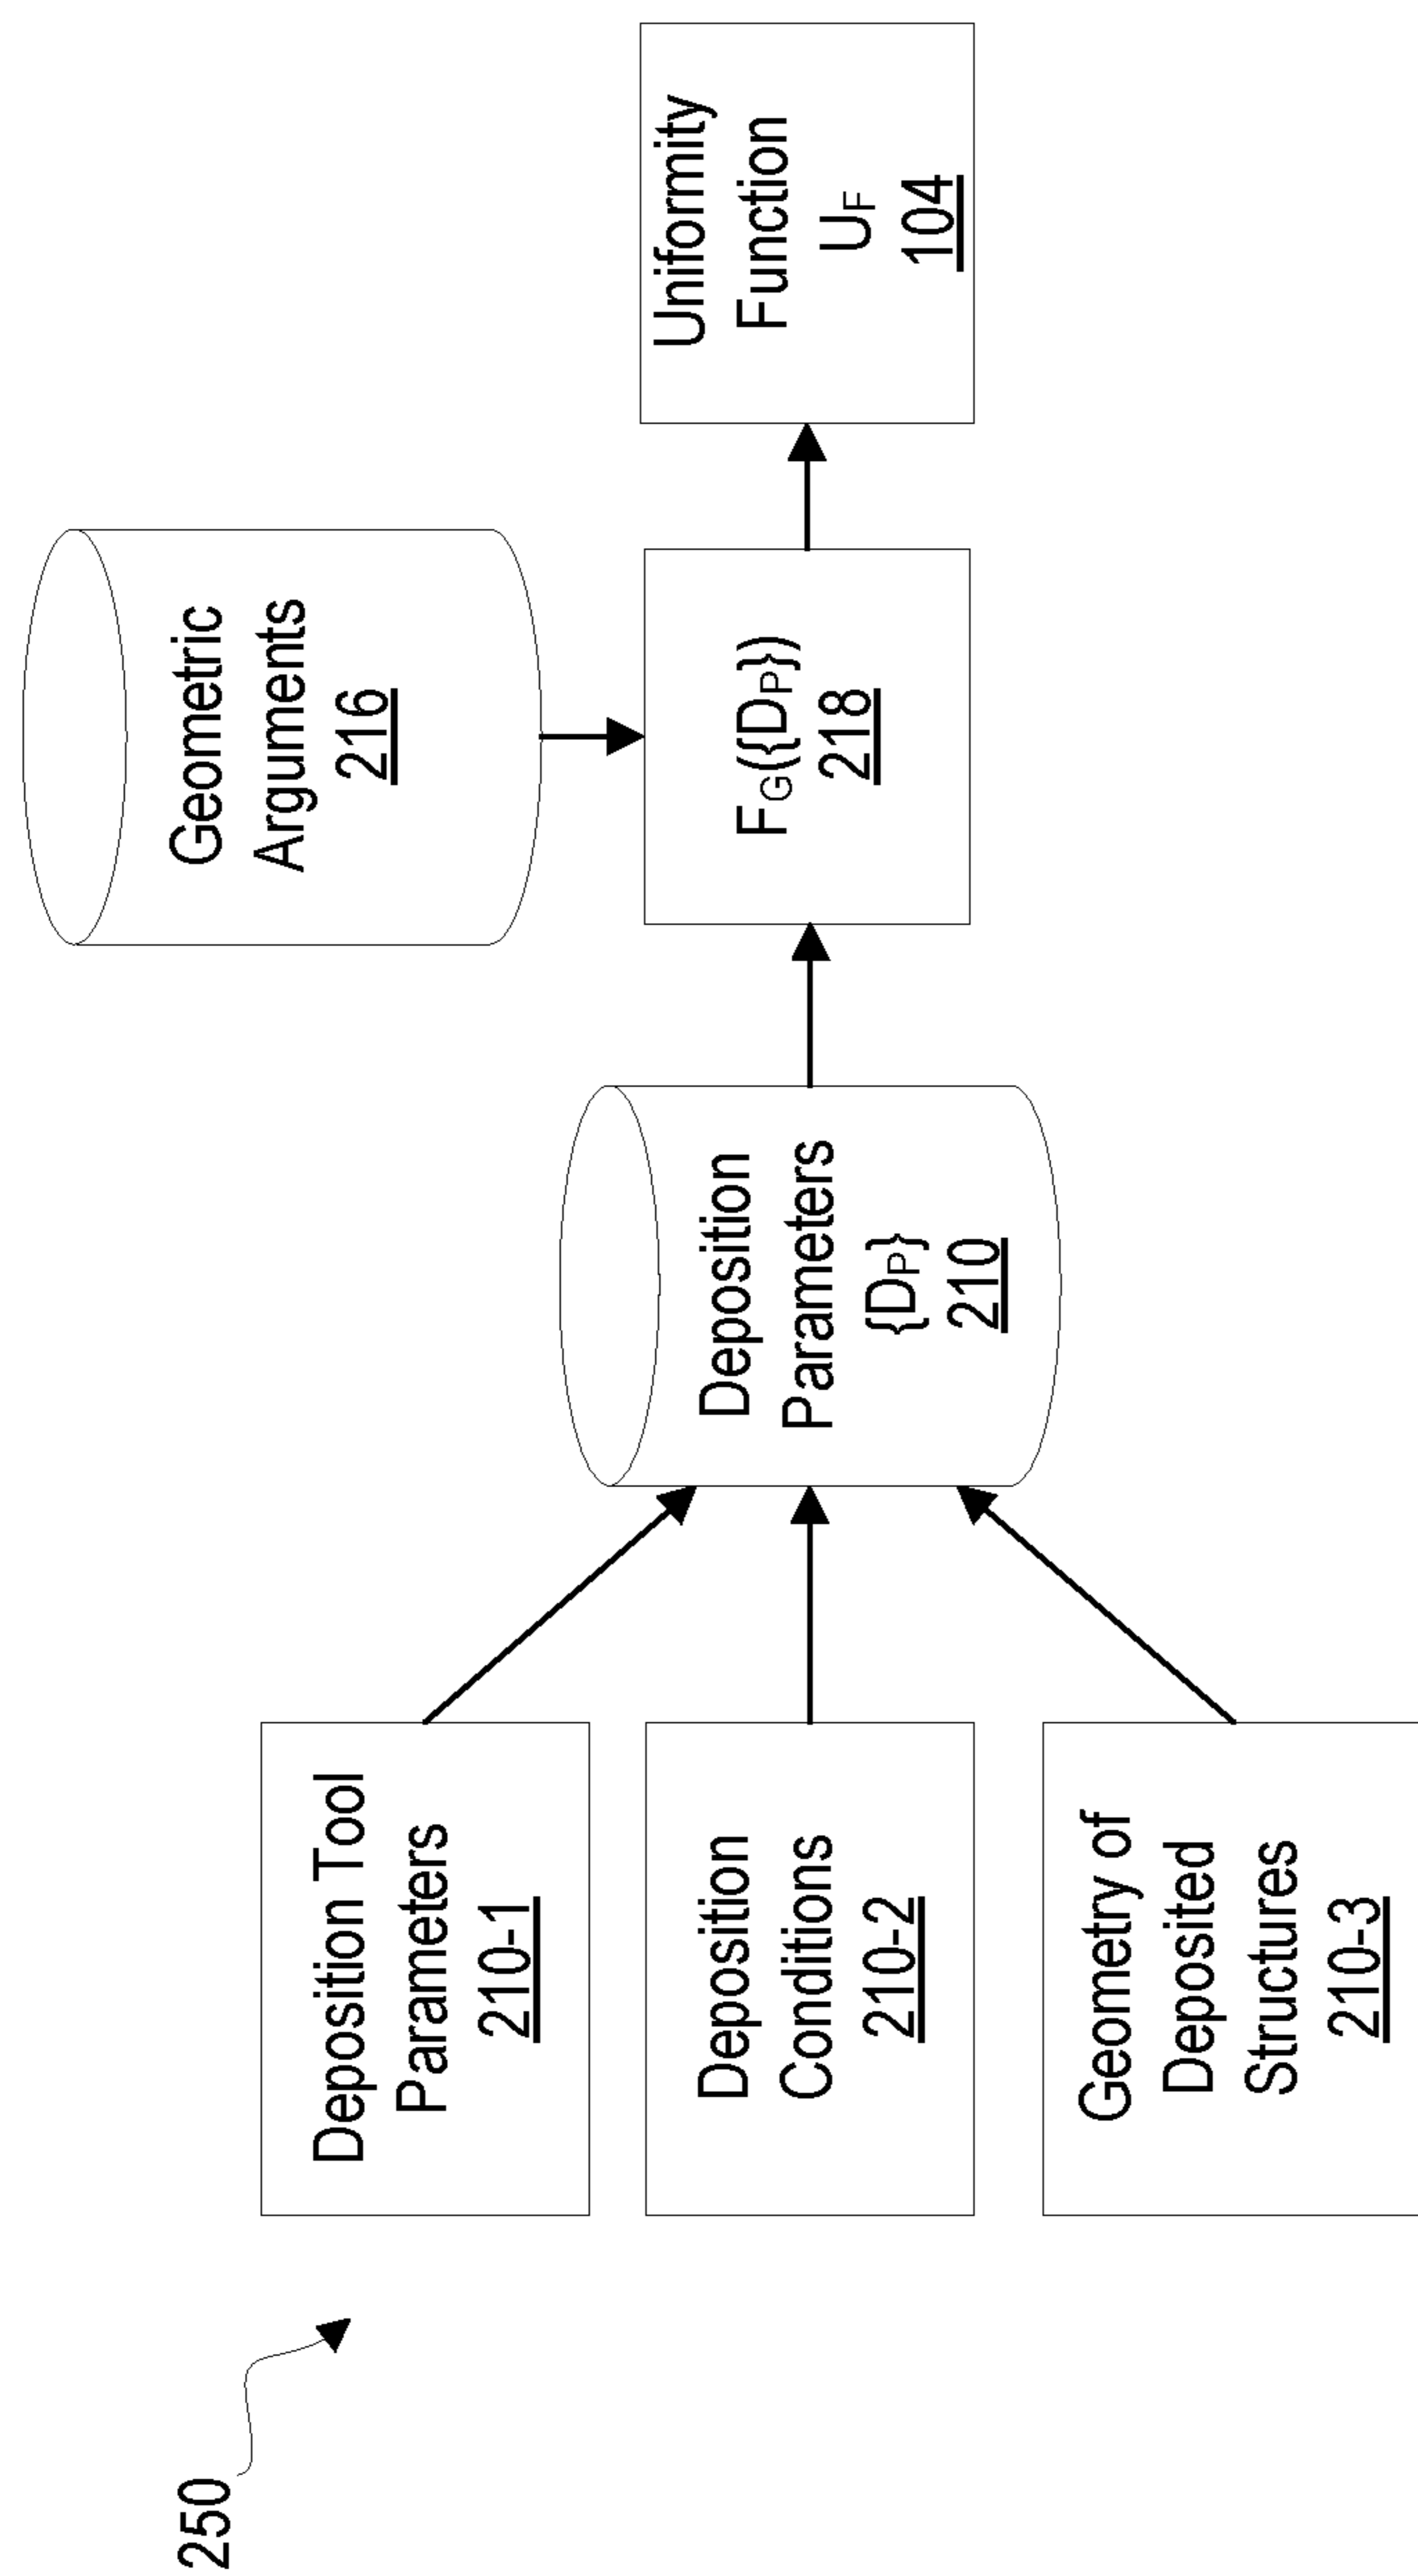 250
Deposition Tool
Parameters
210-1
Deposition
Conditions
210-2
Geometry of
Deposited
Structures
210-3
Deposition
Parameters
{DP}
210
Geometric
Arguments
216
FG({DP})
218
Uniformity
Function
UF
104